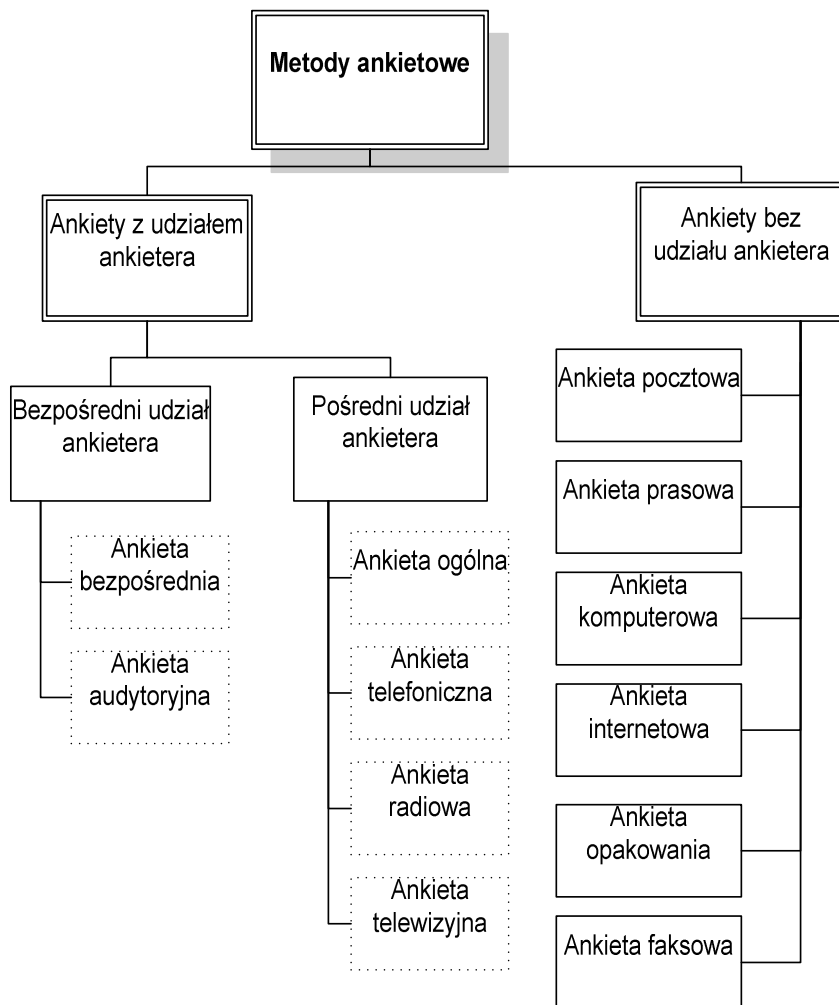 Metody ankietowe
Ankiety z udziałem
ankietera
Ankiety bez
udziału ankietera
Bezpośredni udział
ankietera
Pośredni udział
ankietera
Ankieta
bezpośrednia
Ankieta
audytoryjna
Ankieta ogólna
Ankieta
telefoniczna
Ankieta
radiowa
Ankieta
telewizyjna
Ankieta pocztowa
Ankieta prasowa
Ankieta
komputerowa
Ankieta
internetowa
Ankieta
opakowania
Ankieta faksowa